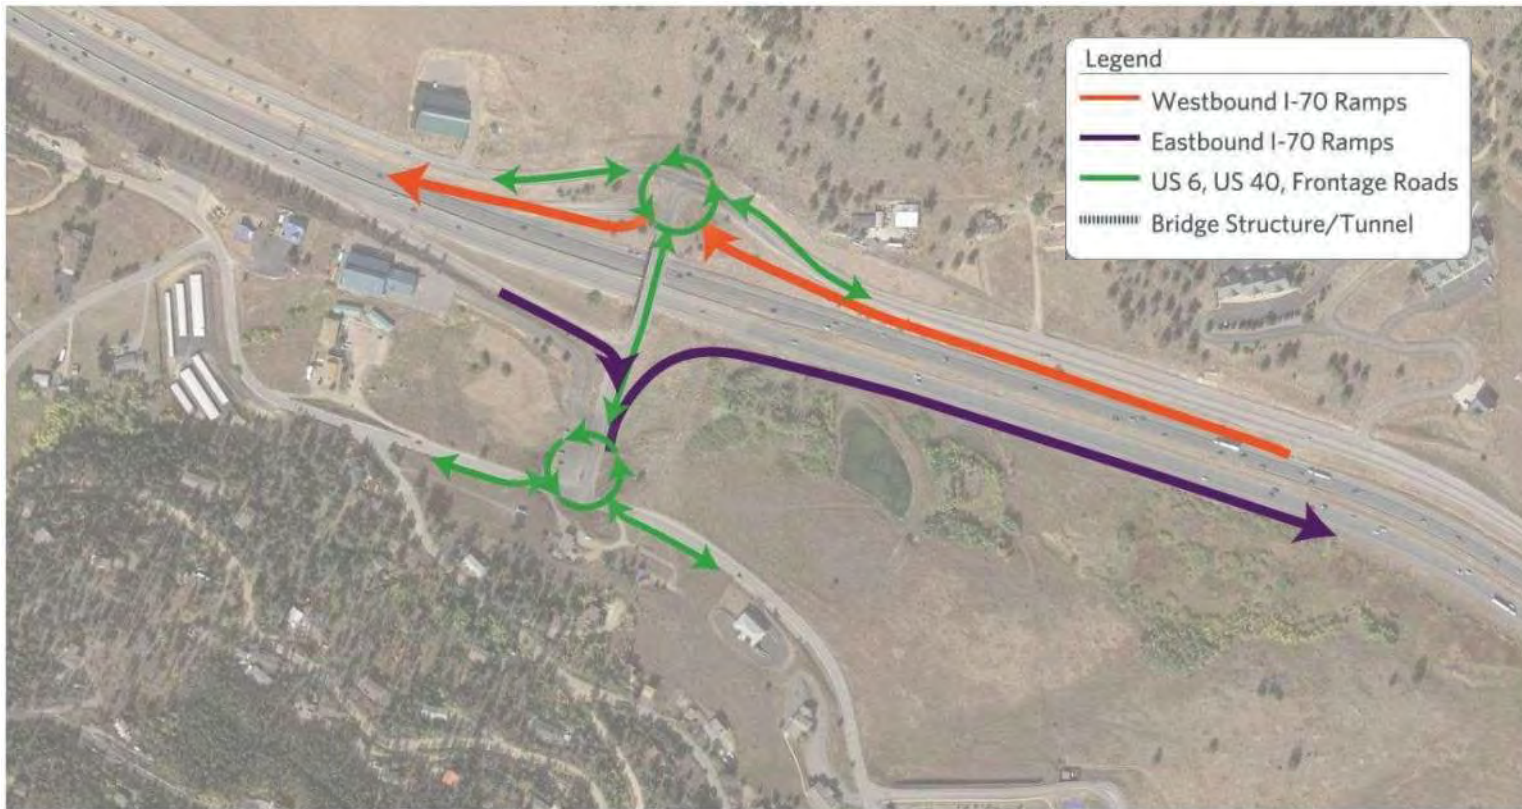 Legend
Westbound I-70 Ramps
Eastbound I-70 Ramps
US 6, US 40, Frontage Roads
Bridge Structure/Tunnel